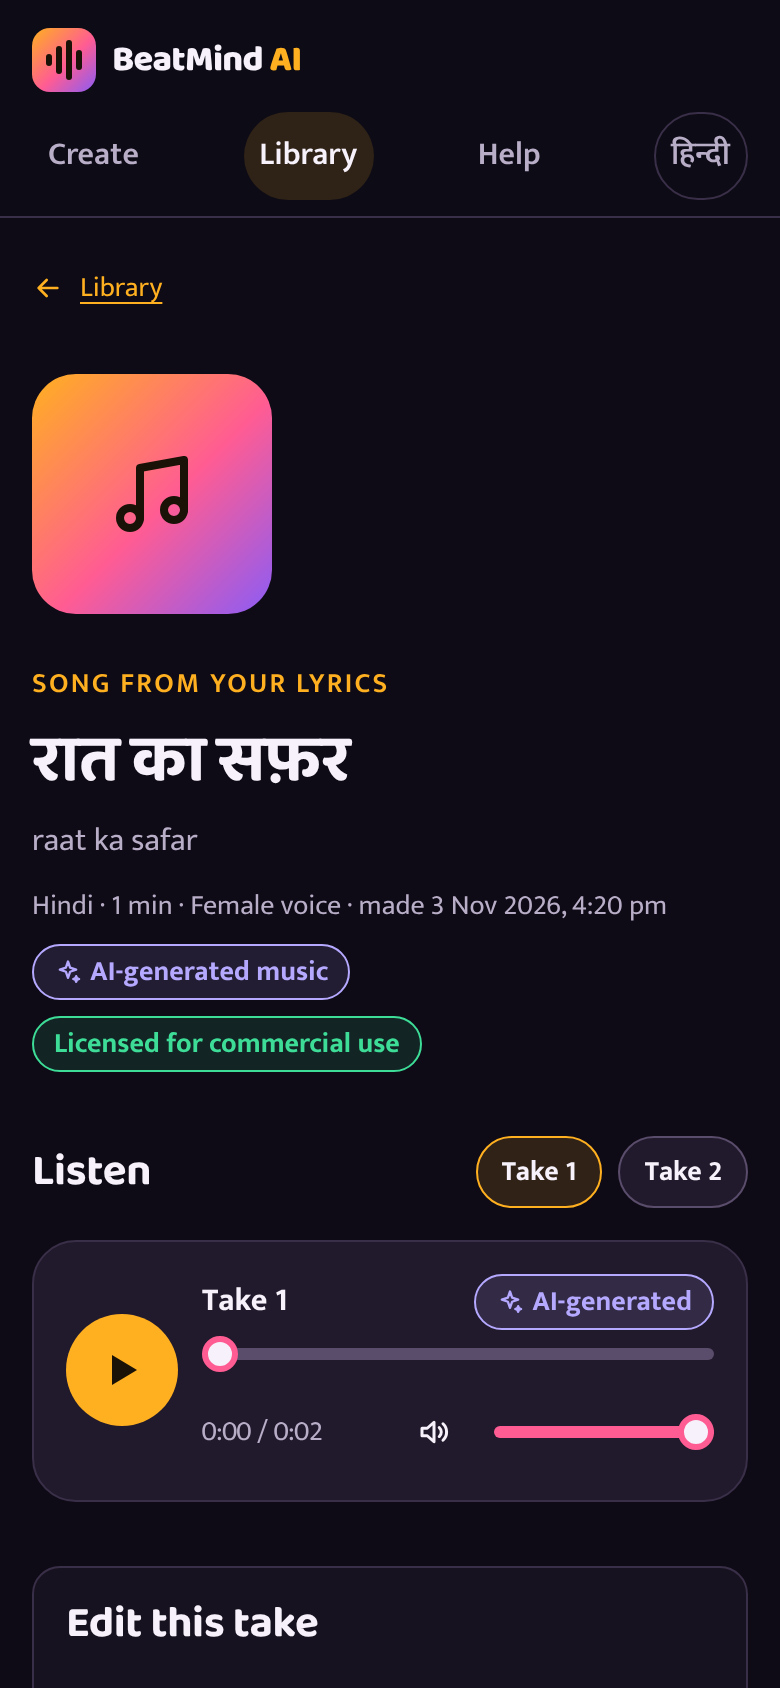 BeatMind AI
Create Library Help हिन्दी
Library
SONG FROM YOUR LYRICS
रात का सफ़र
raat ka safar
Hindi · 1 min · Female voice · made 3 Nov 2026, 4:20 pm
AI-generated music
Licensed for commercial use
Listen Take 1 Take 2
Take 1 AI-generated
0:00 / 0:02
Edit this take